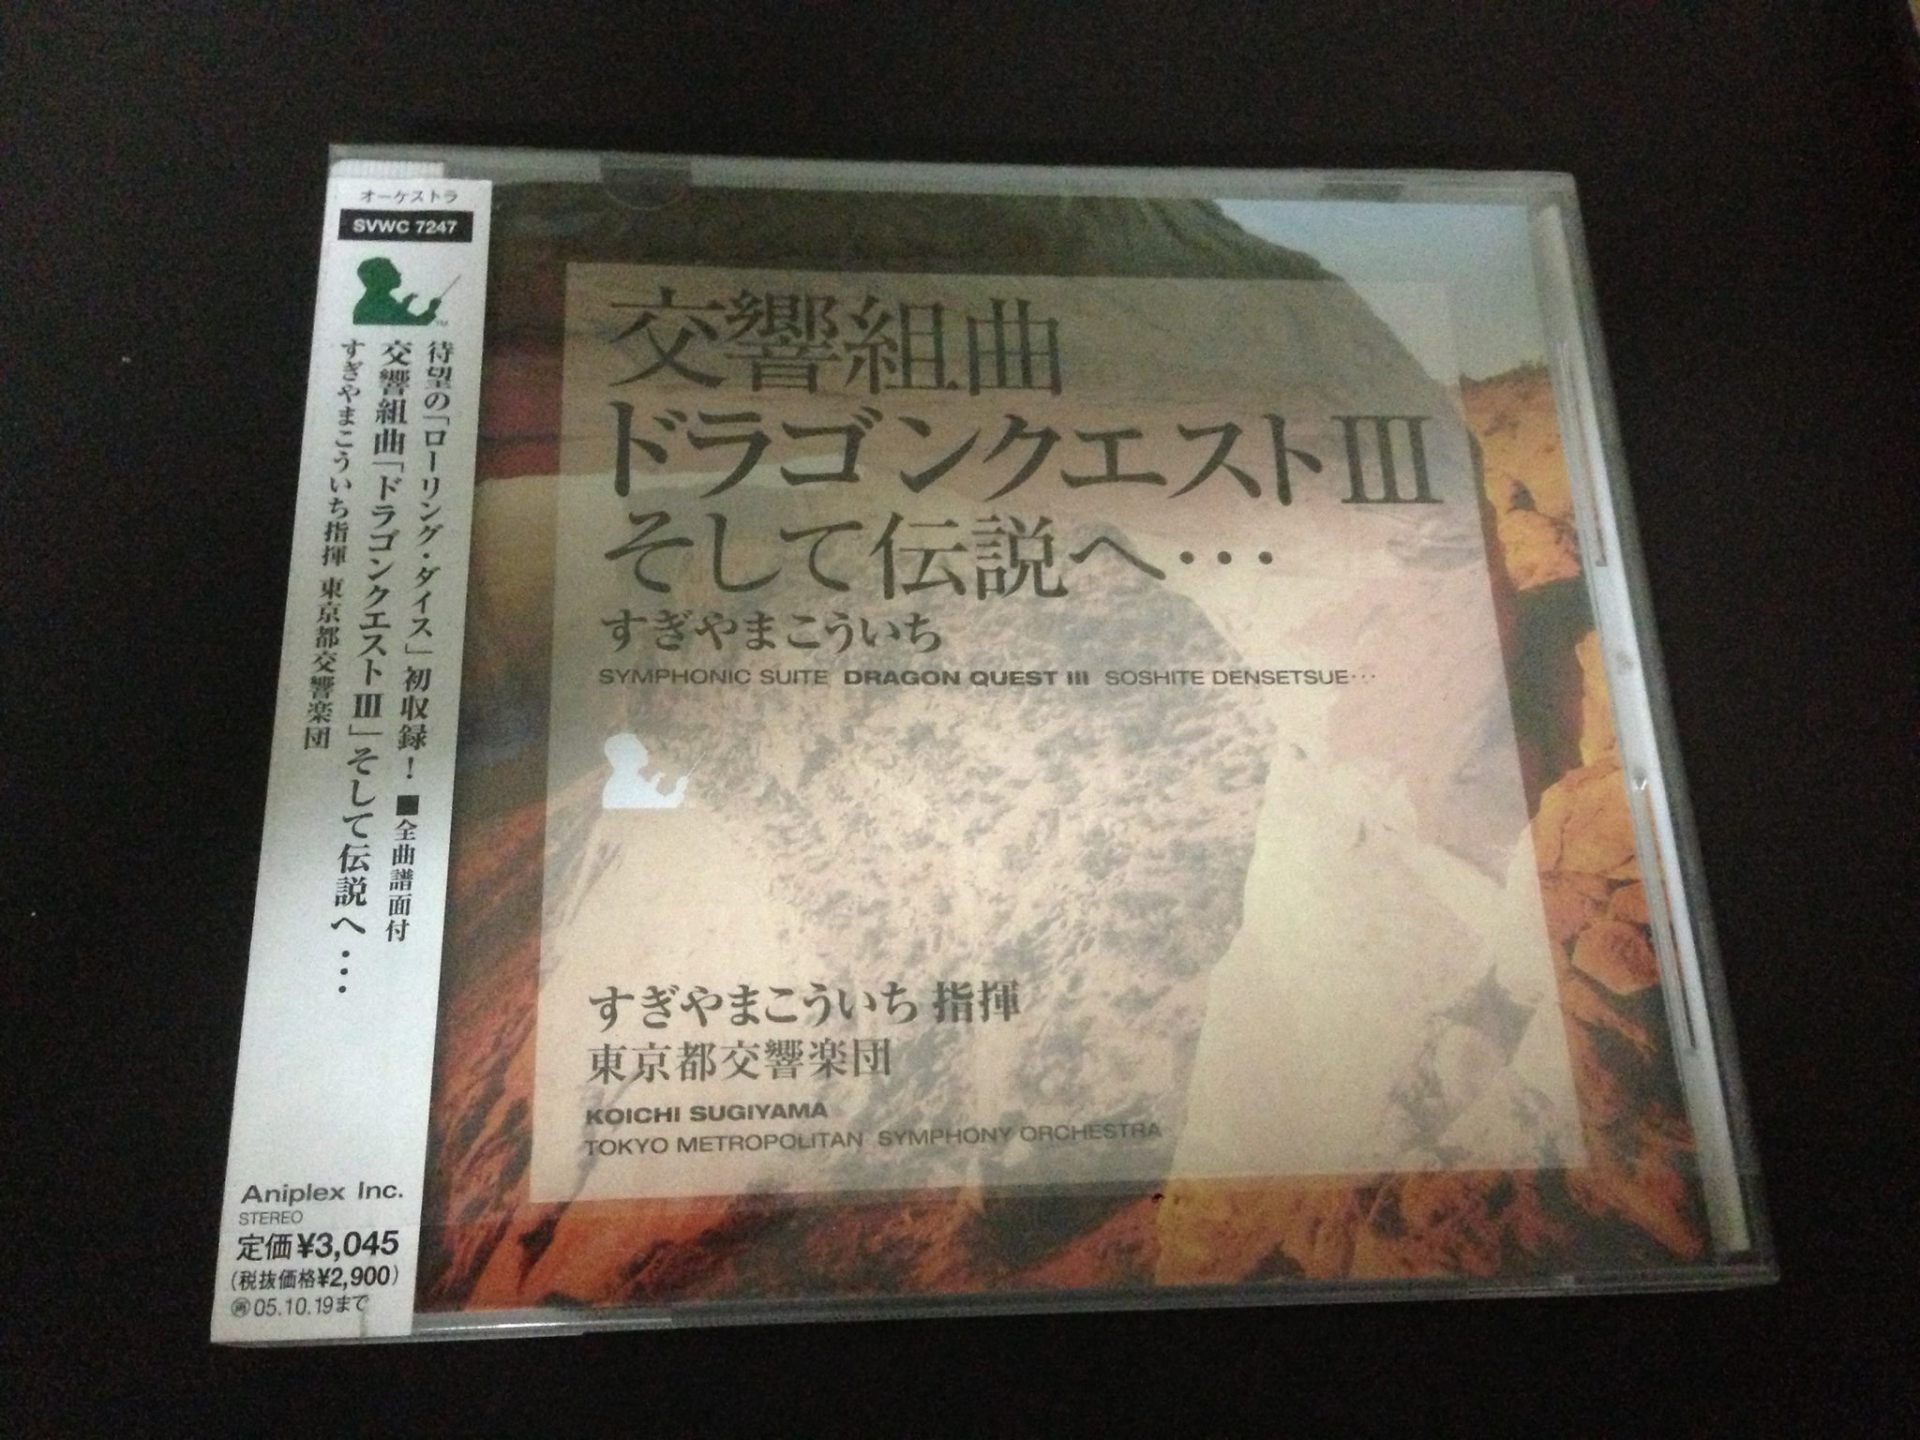 オーケストラ
SVWC 7247
待望の「ローリング・ダイス」初収録！■全曲譜面付
交響組曲「ドラゴンクエストⅢ」そして伝説へ・・・
すぎやまこういち指揮 東京都交響楽団
Aniplex Inc.
STEREO
定価¥3,045
(税抜価格¥2,900)
㊢05.10.19まで
交響組曲
ドラゴンクエストⅢ
そして伝説へ・・・
すぎやまこういち
SYMPHONIC SUITE DRAGON QUEST III SOSHITE DENSETSUE・・・
すぎやまこういち 指揮
東京都交響楽団
KOICHI SUGIYAMA
TOKYO METROPOLITAN SYMPHONY ORCHESTRA